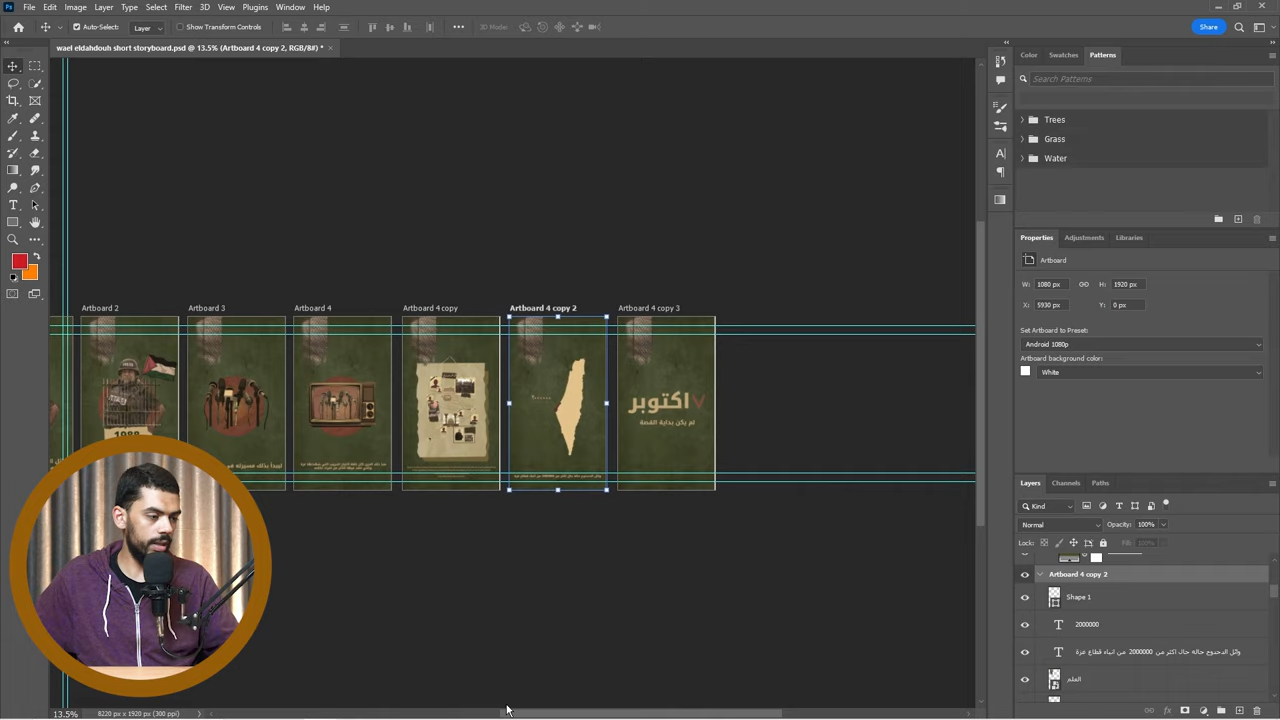 File Edit Image Layer Type Select Filter 3D View Plugins Window Help
Auto-Select: Layer Show Transform Controls 3D Mode: Share
wael eldahdouh short storyboard.psd @ 13.5% (Artboard 4 copy 2, RGB/8#) *
Color Swatches Patterns
Search Patterns
Trees
Grass
Water
Properties Adjustments Libraries
Artboard
W: 1080 px H: 1920 px
X: 5930 px Y: 0 px
Set Artboard to Preset:
Android 1080p
Artboard background color:
White
Artboard 2 Artboard 3 Artboard 4 Artboard 4 copy Artboard 4 copy 2 Artboard 4 copy 3
1988
؟......
٧ اكتوبر
لم يكن بداية القصة
Layers Channels Paths
Kind
Normal Opacity: 100%
Lock: Fill: 100%
Artboard 4 copy 2
Shape 1
2000000
وائل الدحدوح حاله حال اكثر من 2000000 من ابناء قطاع غزة
العلم
13.5% 8220 px x 1920 px (300 ppi)